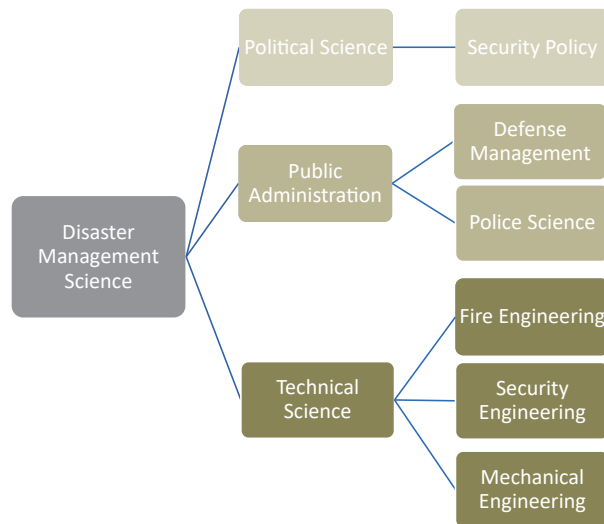 Political Science
Security Policy
Defense
Management
Public
Administration
Police Science
Disaster
Management
Science
Fire Engineering
Technical
Science
Security
Engineering
Mechanical
Engineering